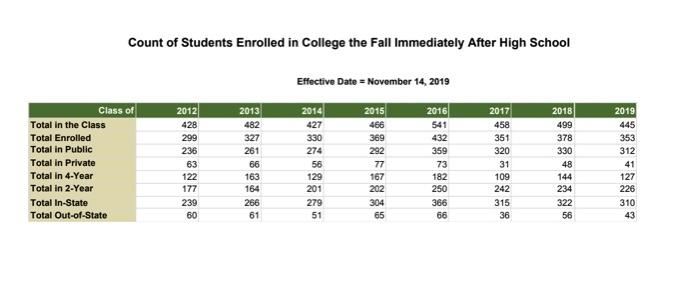 Count of Students Enrolled in College the Fall Immediately After High School
Effective Date = November 14, 2019
Class of 2012 2013 2014 2015 2016 2017 2018 2019
Total in the Class 428 482 427 466 541 458 499 445
Total Enrolled 299 327 330 369 432 351 378 353
Total in Public 236 261 274 292 359 320 330 312
Total in Private 63 66 56 77 73 31 48 41
Total in 4-Year 122 163 129 167 182 109 144 127
Total in 2-Year 177 164 201 202 250 242 234 226
Total In-State 239 266 279 304 366 315 322 310
Total Out-of-State 60 61 51 65 66 36 56 43